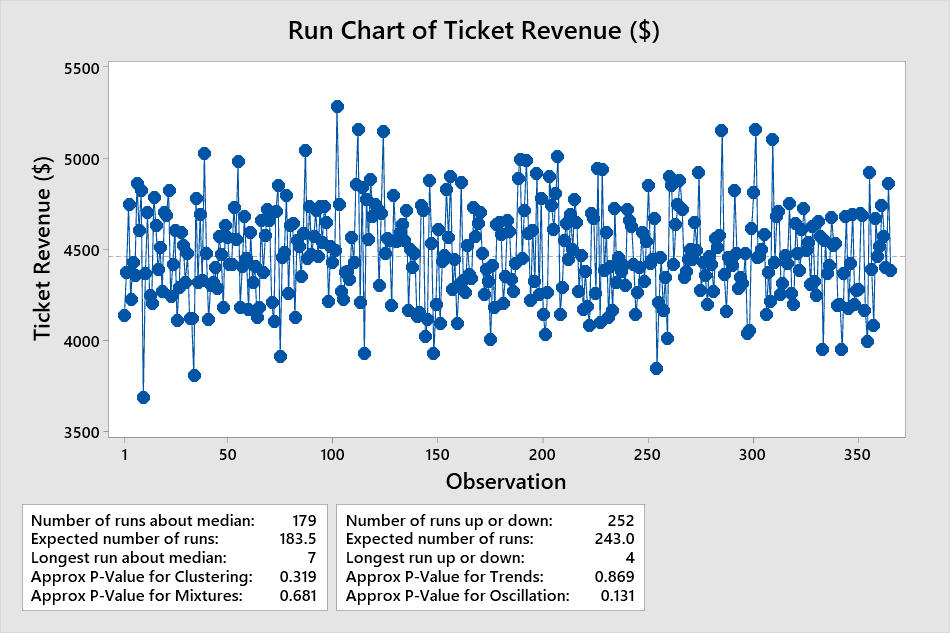 Run Chart of Ticket Revenue ($)
5500
5000
4500
4000
3500
Ticket Revenue ($)
1 50 100 150 200 250 300 350
Observation
Number of runs about median: 179
Expected number of runs: 183.5
Longest run about median: 7
Approx P-Value for Clustering: 0.319
Approx P-Value for Mixtures: 0.681
Number of runs up or down: 252
Expected number of runs: 243.0
Longest run up or down: 4
Approx P-Value for Trends: 0.869
Approx P-Value for Oscillation: 0.131